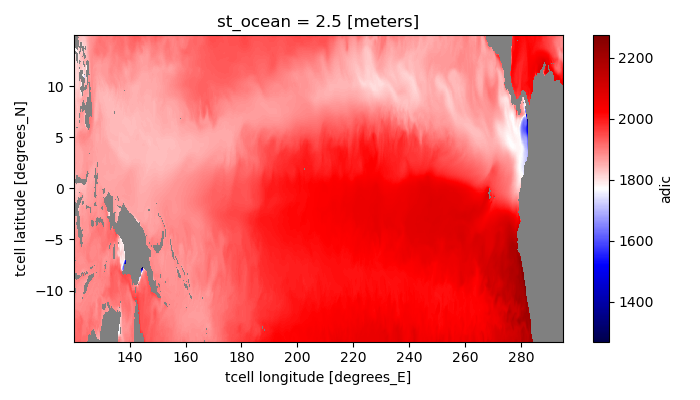 st_ocean = 2.5 [meters]
tcell latitude [degrees_N]
10
5
0
−5
−10
140 160 180 200 220 240 260 280
tcell longitude [degrees_E]
2200
2000
1800
1600
1400
adic